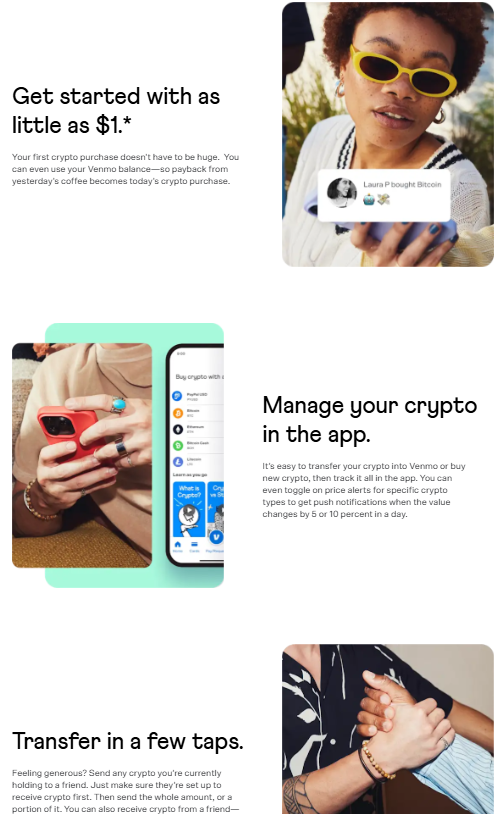 Get started with as
little as $1.*
Your first crypto purchase doesn't have to be huge. You
can even use your Venmo balance—so payback from
yesterday's coffee becomes today's crypto purchase.
Laura P bought Bitcoin
Buy crypto with
PayPal USD
Bitcoin
Ethereum
Bitcoin Cash
Litecoin
Learn as you go
What is
Crypto?
Home
Cards
Manage your crypto
in the app.
It's easy to transfer your crypto into Venmo or buy
new crypto, then track it all in the app. You can
even toggle on price alerts for specific crypto
types to get push notifications when the value
changes by 5 or 10 percent in a day.
Transfer in a few taps.
Feeling generous? Send any crypto you're currently
holding to a friend. Just make sure they're set up to
receive crypto first. Then send the whole amount, or a
portion of it. You can also receive crypto from a friend—